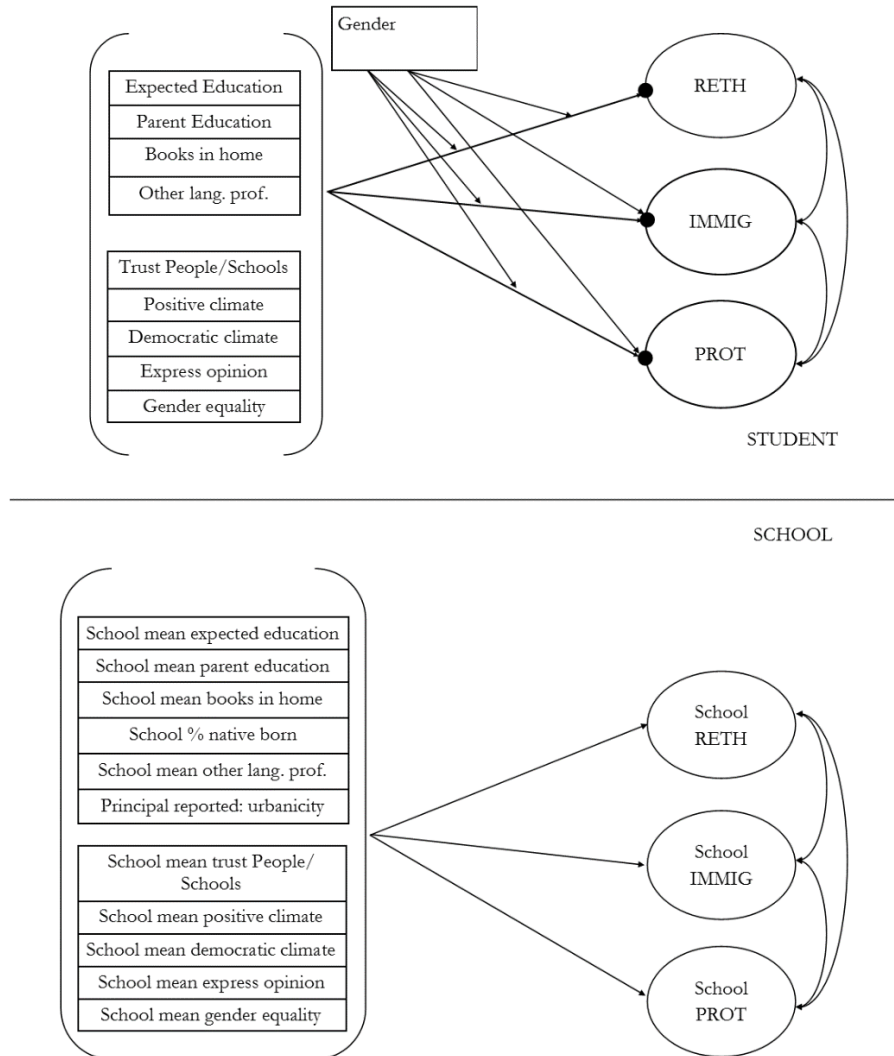 Gender
Expected Education
Parent Education
Books in home
Other lang. prof.
Trust People/Schools
Positive climate
Democratic climate
Express opinion
Gender equality
RETH
IMMIG
PROT
STUDENT
SCHOOL
School mean expected education
School mean parent education
School mean books in home
School % native born
School mean other lang. prof.
Principal reported: urbanicity
School mean trust People/
Schools
School mean positive climate
School mean democratic climate
School mean express opinion
School mean gender equality
School
RETH
School
IMMIG
School
PROT